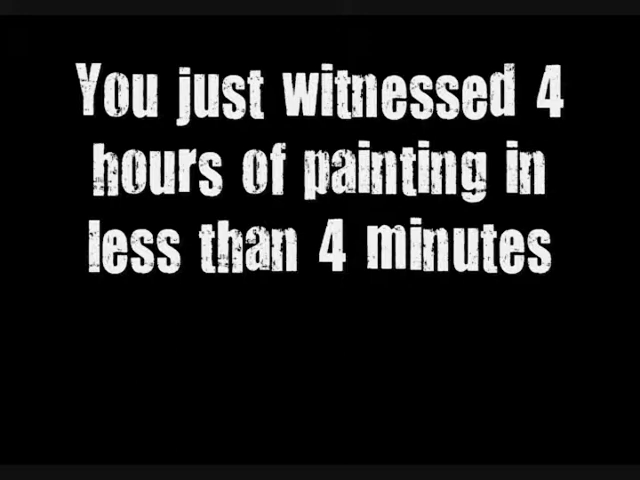 You just witnessed 4
hours of painting in
less than 4 minutes